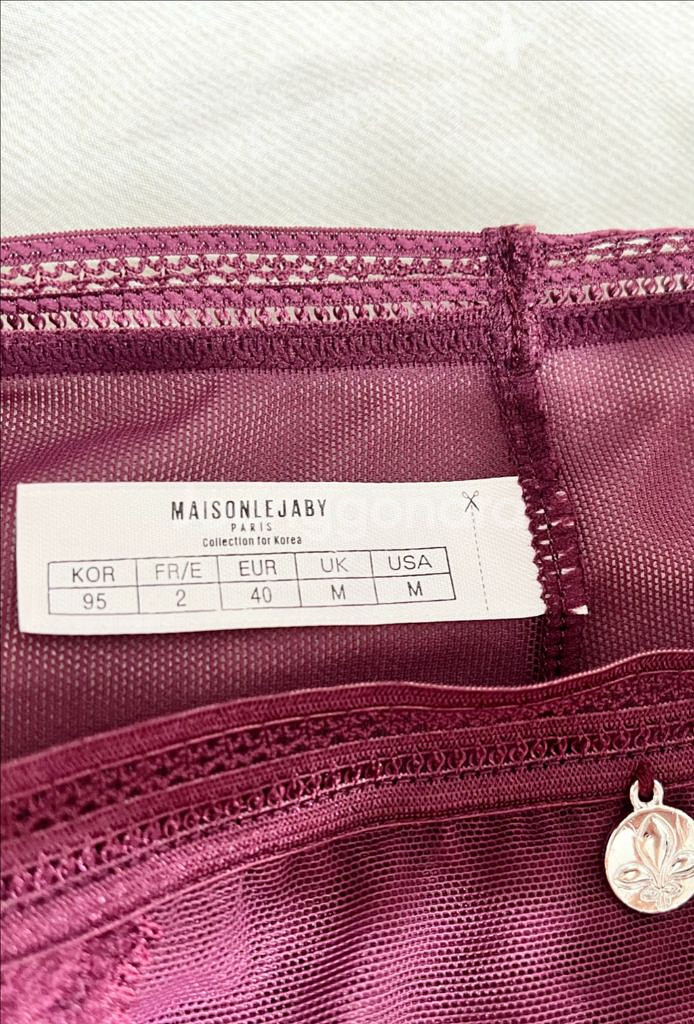 MAISONLEJABY
PARIS
Collection for Korea
KOR FR/E EUR UK USA
95 2 40 M M